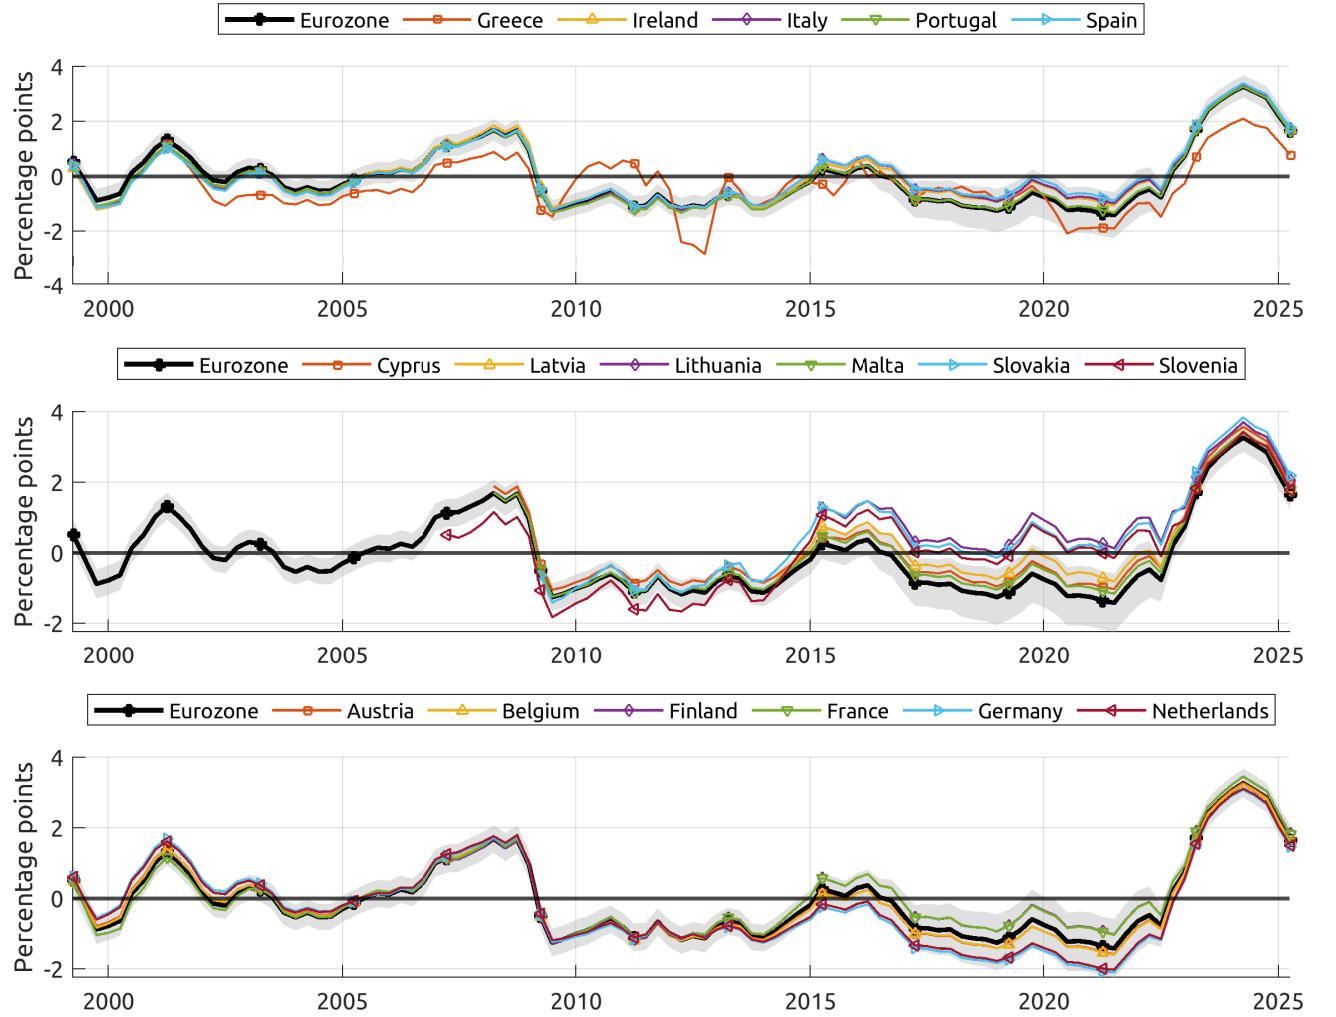 Eurozone Greece Ireland Italy Portugal Spain
Percentage points
4
2
0
-2
-4
2000 2005 2010 2015 2020 2025
Eurozone Cyprus Latvia Lithuania Malta Slovakia Slovenia
Percentage points
4
2
0
-2
2000 2005 2010 2015 2020 2025
Eurozone Austria Belgium Finland France Germany Netherlands
Percentage points
4
2
0
-2
2000 2005 2010 2015 2020 2025